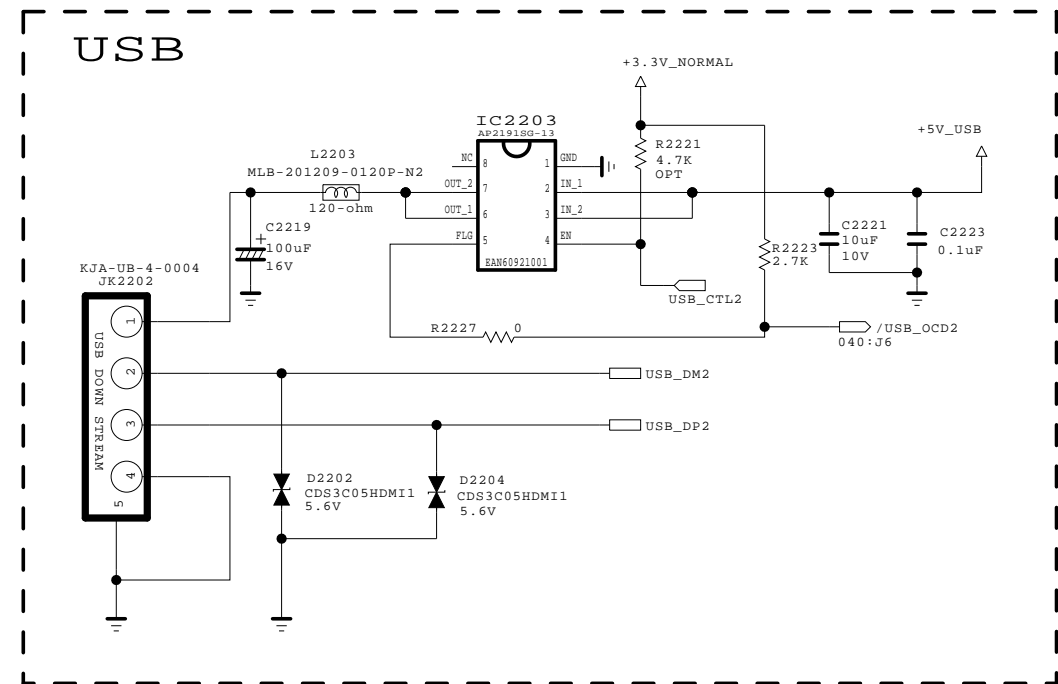 USB
+3.3V_NORMAL
+5V_USB
IC2203
AP2191SG-13
NC
8
1
GND
OUT_2
7
2
IN_1
OUT_1
6
3
IN_2
FLG
5
4
EN
EAN60921001
R2221
4.7K
OPT
L2203
MLB-201209-0120P-N2
120-ohm
C2219
+
100uF
16V
R2223
2.7K
C2221
10uF
10V
C2223
0.1uF
USB_CTL2
KJA-UB-4-0004
JK2202
R2227
0
/USB_OCD2
040:J6
1
2
3
4
5
USB DOWN STREAM
USB_DM2
USB_DP2
D2202
CDS3C05HDMI1
5.6V
D2204
CDS3C05HDMI1
5.6V